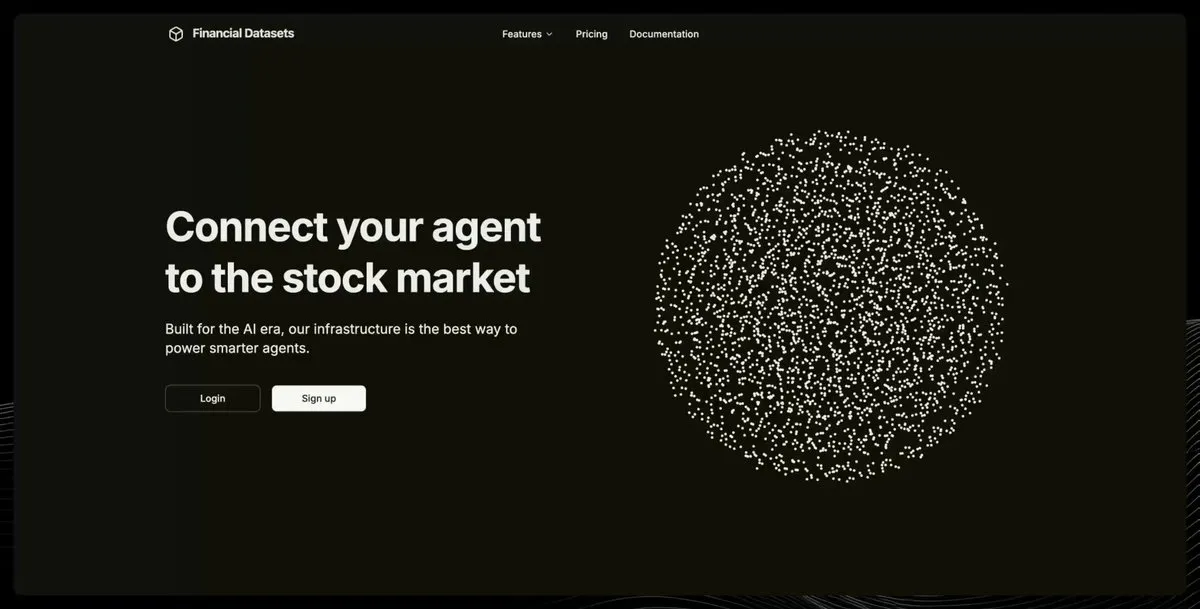 Financial Datasets
Features
Pricing
Documentation
Connect your agent
to the stock market
Built for the AI era, our infrastructure is the best way to
power smarter agents.
Login
Sign up